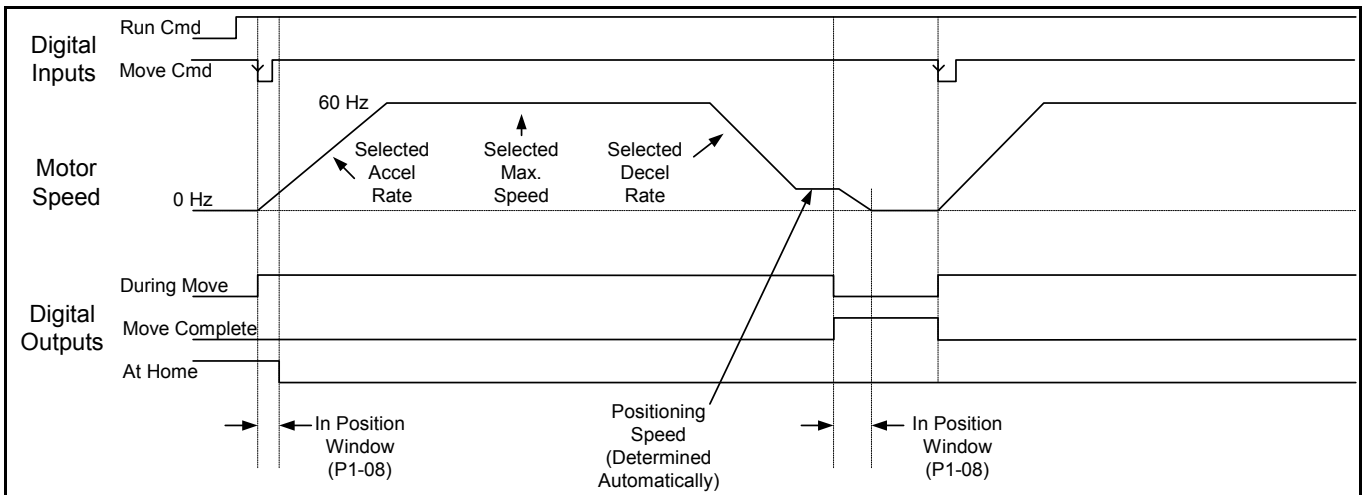 Digital
Inputs
Run Cmd
Move Cmd
Motor
Speed
60 Hz
0 Hz
Selected
Accel
Rate
Selected
Max.
Speed
Selected
Decel
Rate
Digital
Outputs
During Move
Move Complete
At Home
In Position
Window
(P1-08)
Positioning
Speed
(Determined
Automatically)
In Position
Window
(P1-08)